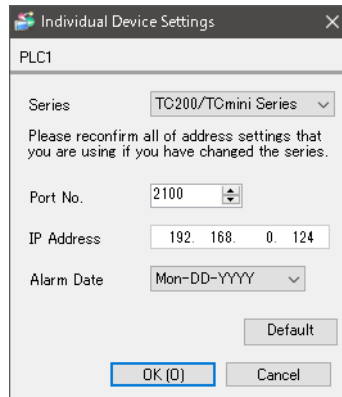 Individual Device Settings
PLC1
Series TC200/TCmini Series
Please reconfirm all of address settings that
you are using if you have changed the series.
Port No. 2100
IP Address 192. 168. 0. 124
Alarm Date Mon-DD-YYYY
Default
OK (O) Cancel